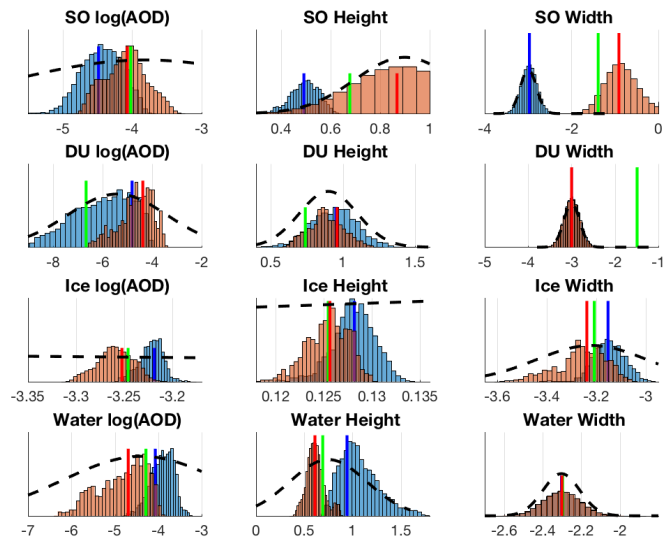 SO log(AOD) SO Height SO Width
-5 -4 -3 0.4 0.6 0.8 1 -4 -2 0
DU log(AOD) DU Height DU Width
-8 -6 -4 -2 0.5 1 1.5 -5 -4 -3 -2 -1
Ice log(AOD) Ice Height Ice Width
-3.35 -3.3 -3.25 -3.2 0.12 0.125 0.13 0.135 -3.6 -3.4 -3.2 -3
Water log(AOD) Water Height Water Width
-7 -6 -5 -4 -3 0 0.5 1 1.5 -2.6 -2.4 -2.2 -2